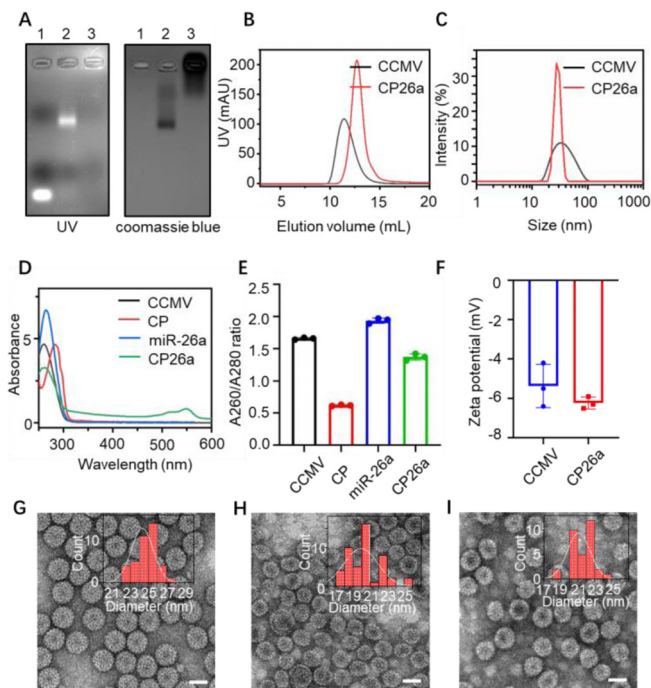 A
1 2 3
1 2 3
UV
coomassie blue
B
UV (mAU)
200
150
100
50
0
5 10 15 20
Elution volume (mL)
CCMV
CP26a
C
Intensity (%)
30
20
10
0
1 10 100 1000
Size (nm)
CCMV
CP26a
D
Absorbance
5
0
300 400 500 600
Wavelength (nm)
CCMV
CP
miR-26a
CP26a
E
A260/A280 ratio
2.5
2.0
1.5
1.0
0.5
0.0
CCMV
CP
miR-26a
CP26a
F
Zeta potential (mV)
0
-2
-4
-6
-8
CCMV
CP26a
G
Count
10
0
21 23 25 27 29
Diameter (nm)
H
Count
10
0
17 19 21 23 25
Diameter (nm)
I
Count
10
5
0
17 19 21 23 25
Diameter (nm)